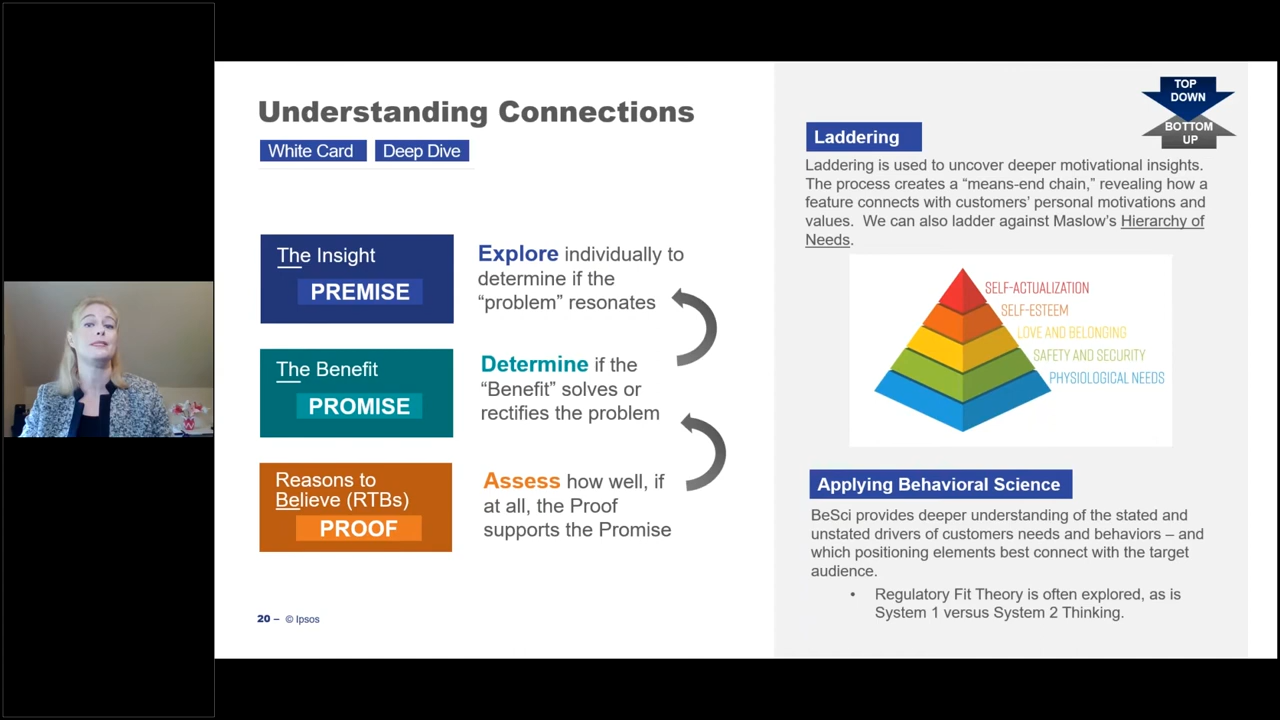 Understanding Connections
White Card
Deep Dive
The Insight
PREMISE
Explore individually to
determine if the
“problem” resonates
The Benefit
PROMISE
Determine if the
“Benefit” solves or
rectifies the problem
Reasons to
Believe (RTBs)
PROOF
Assess how well, if
at all, the Proof
supports the Promise
20 – © Ipsos
TOP
DOWN
BOTTOM
UP
Laddering
Laddering is used to uncover deeper motivational insights.
The process creates a “means-end chain,” revealing how a
feature connects with customers’ personal motivations and
values.  We can also ladder against Maslow’s Hierarchy of
Needs.
SELF-ACTUALIZATION
SELF-ESTEEM
LOVE AND BELONGING
SAFETY AND SECURITY
PHYSIOLOGICAL NEEDS
Applying Behavioral Science
BeSci provides deeper understanding of the stated and
unstated drivers of customers needs and behaviors – and
which positioning elements best connect with the target
audience.
• Regulatory Fit Theory is often explored, as is
System 1 versus System 2 Thinking.